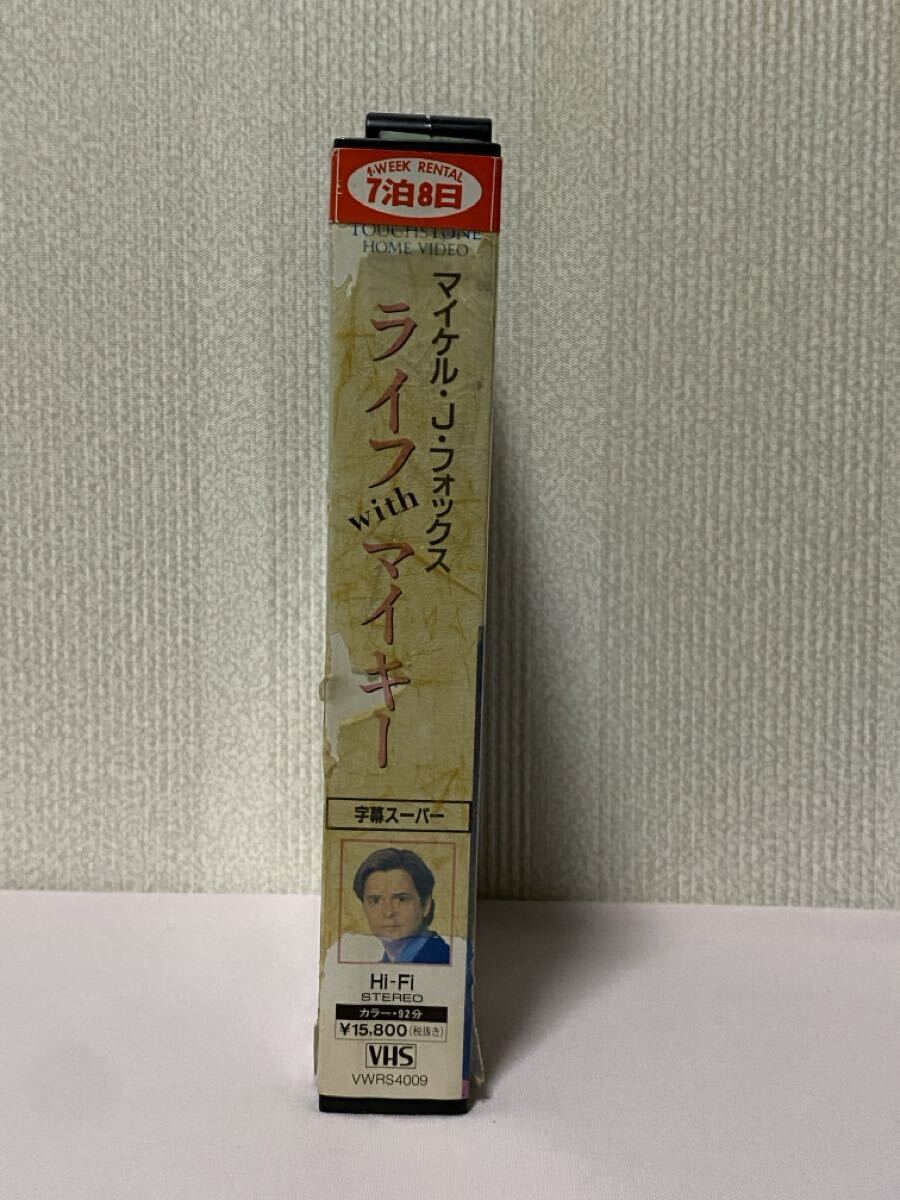 1・WEEK RENTAL
7泊8日
TOUCHSTONE
HOME VIDEO
マイケル・J・フォックス
ライフ with マイキー
字幕スーパー
Hi-Fi
STEREO
カラー・92分
¥15,800(税抜き)
VHS
VWRS4009